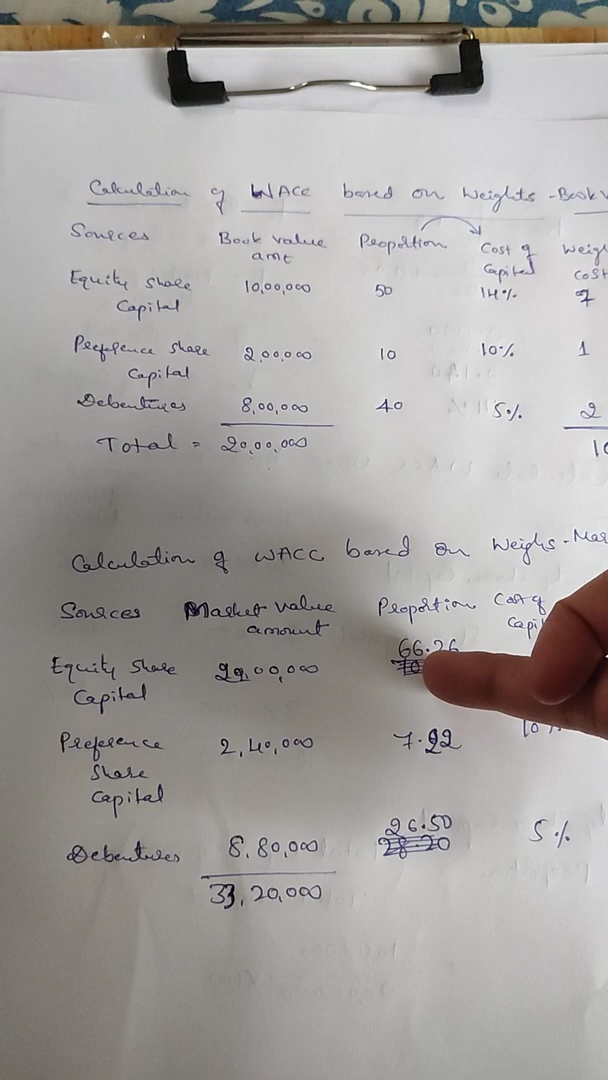 Calculation of WACC based on Weights - Book
Sources Book value amt Proportion Cost of Capital Weigh cost
Equity share Capital 10,00,000 50 14% 7
Preference share Capital 2,00,000 10 10% 1
Debentures 8,00,000 40 5% 2
Total = 20,00,000 10
Calculation of WACC based on Weighs - Mar
Sources Market value amount Proportion Cost of Capi
Equity share Capital 22,00,000 66.26
Preference share Capital 2,40,000 7.22 10%
Debentures 8,80,000 26.50 5%
33,20,000